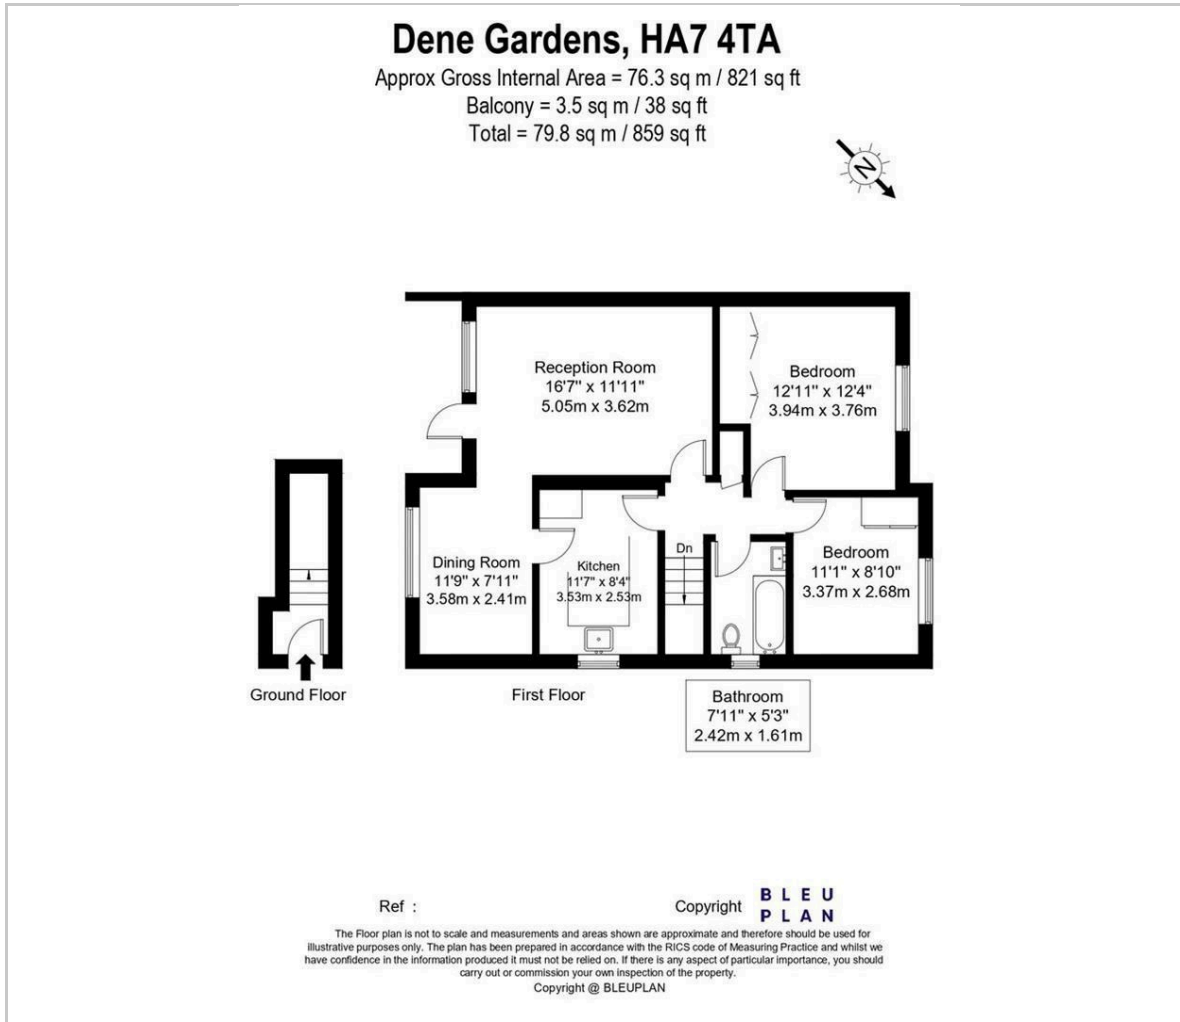 Dene Gardens, HA7 4TA
Approx Gross Internal Area = 76.3 sq m / 821 sq ft
Balcony = 3.5 sq m / 38 sq ft
Total = 79.8 sq m / 859 sq ft
N
Reception Room
16'7" x 11'11"
5.05m x 3.62m
Bedroom
12'11" x 12'4"
3.94m x 3.76m
Dining Room
11'9" x 7'11"
3.58m x 2.41m
Kitchen
11'7" x 8'4"
3.53m x 2.53m
Dn
Bedroom
11'1" x 8'10"
3.37m x 2.68m
Ground Floor
First Floor
Bathroom
7'11" x 5'3"
2.42m x 1.61m
Ref :
Copyright
BLEU
PLAN
The Floor plan is not to scale and measurements and areas shown are approximate and therefore should be used for
illustrative purposes only. The plan has been prepared in accordance with the RICS code of Measuring Practice and whilst we
have confidence in the information produced it must not be relied on. If there is any aspect of particular importance, you should
carry out or commission your own inspection of the property.
Copyright @ BLEUPLAN